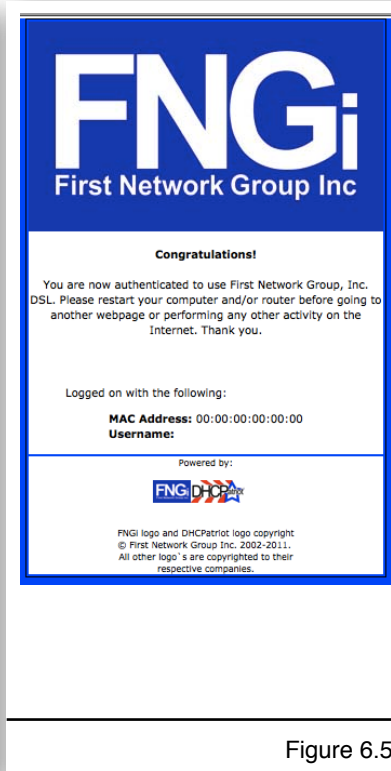 FNGi
First Network Group Inc
Congratulations!
You are now authenticated to use First Network Group, Inc.
DSL. Please restart your computer and/or router before going to
another webpage or performing any other activity on the
Internet. Thank you.
Logged on with the following:
MAC Address: 00:00:00:00:00:00
Username:
Powered by:
FNGi DHCPatriot
FNGi logo and DHCPatriot logo copyright
© First Network Group Inc. 2002-2011.
All other logo`s are copyrighted to their
respective companies.
Figure 6.5